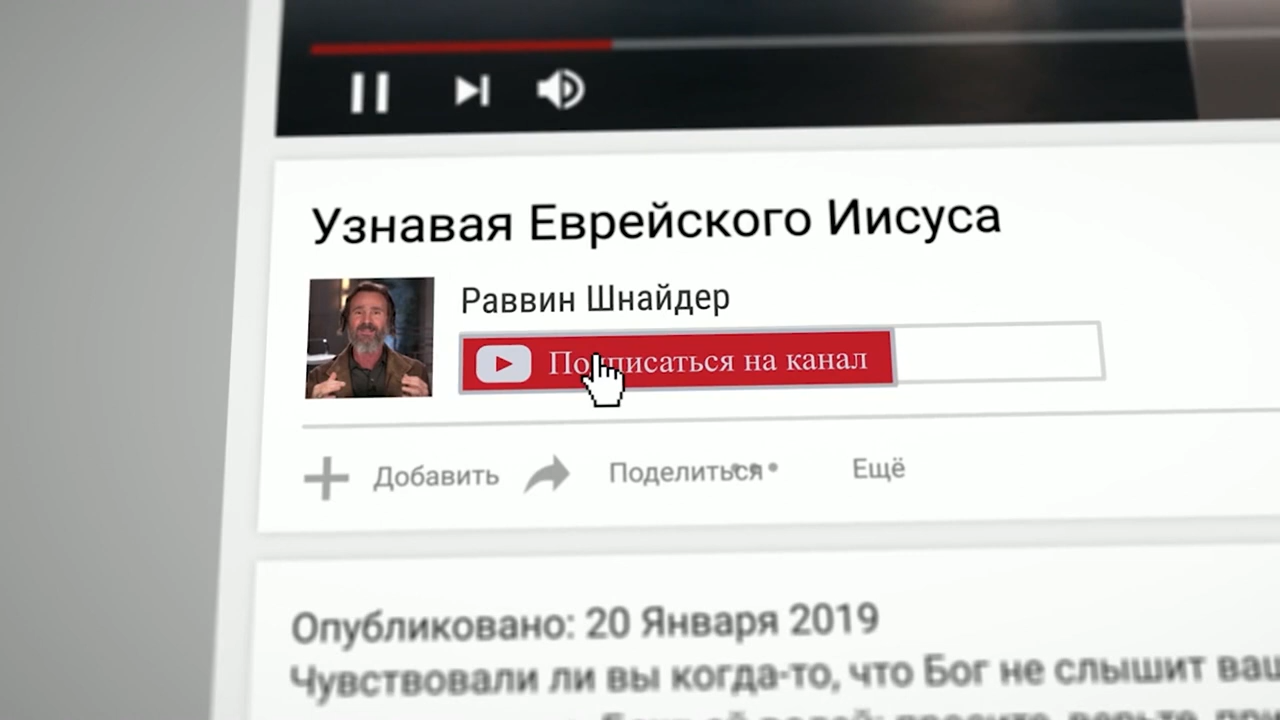 Узнавая Еврейского Иисуса
Раввин Шнайдер
Подписаться на канал
Добавить Поделиться Ещё
Опубликовано: 20 Января 2019
Чувствовали ли вы когда-то, что Бог не слышит